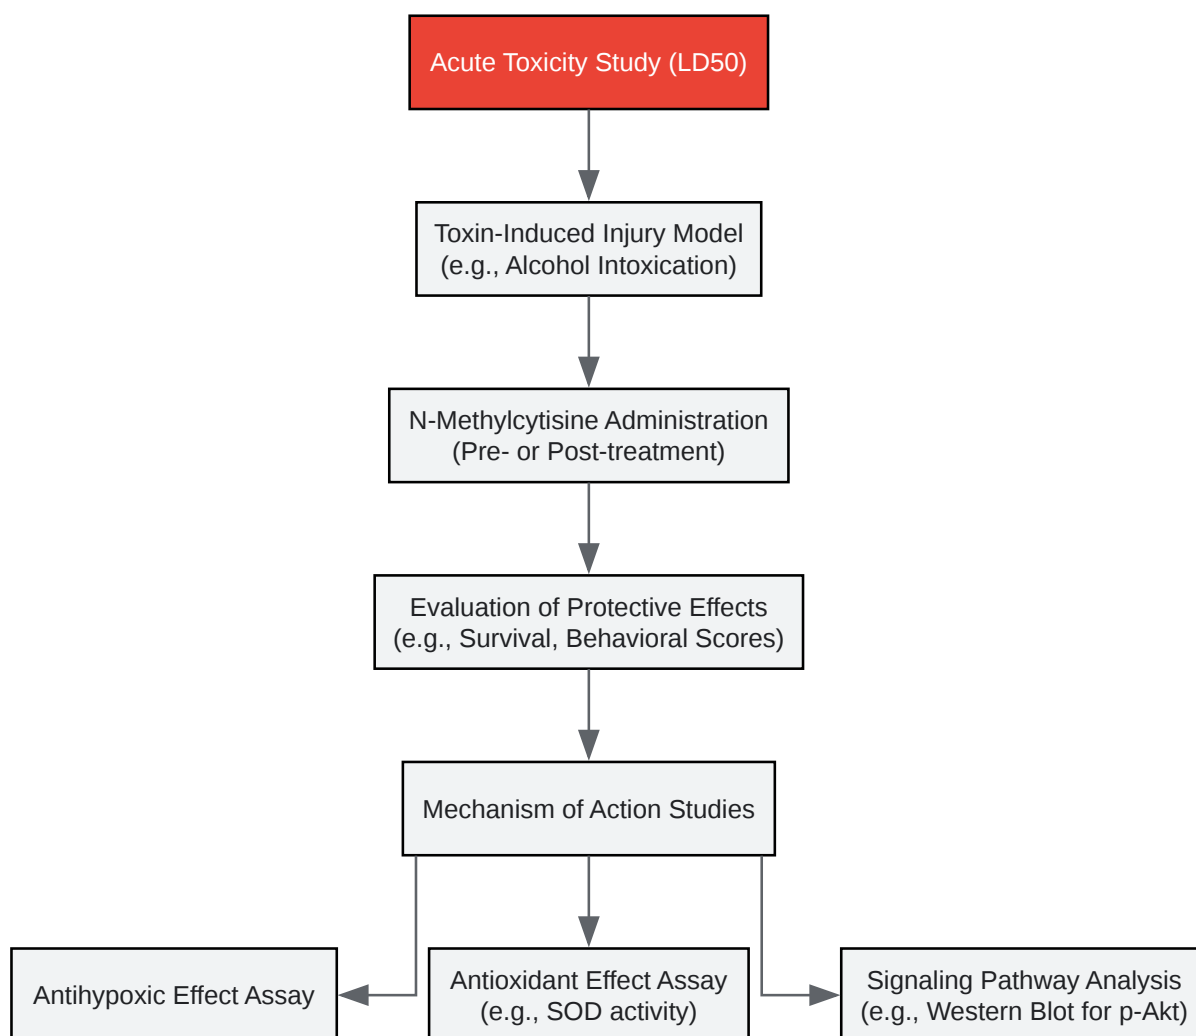 Acute Toxicity Study (LD50)
Toxin-Induced Injury Model
(e.g., Alcohol Intoxication)
N-Methylcytisine Administration
(Pre- or Post-treatment)
Evaluation of Protective Effects
(e.g., Survival, Behavioral Scores)
Mechanism of Action Studies
Antihypoxic Effect Assay
Antioxidant Effect Assay
(e.g., SOD activity)
Signaling Pathway Analysis
(e.g., Western Blot for p-Akt)